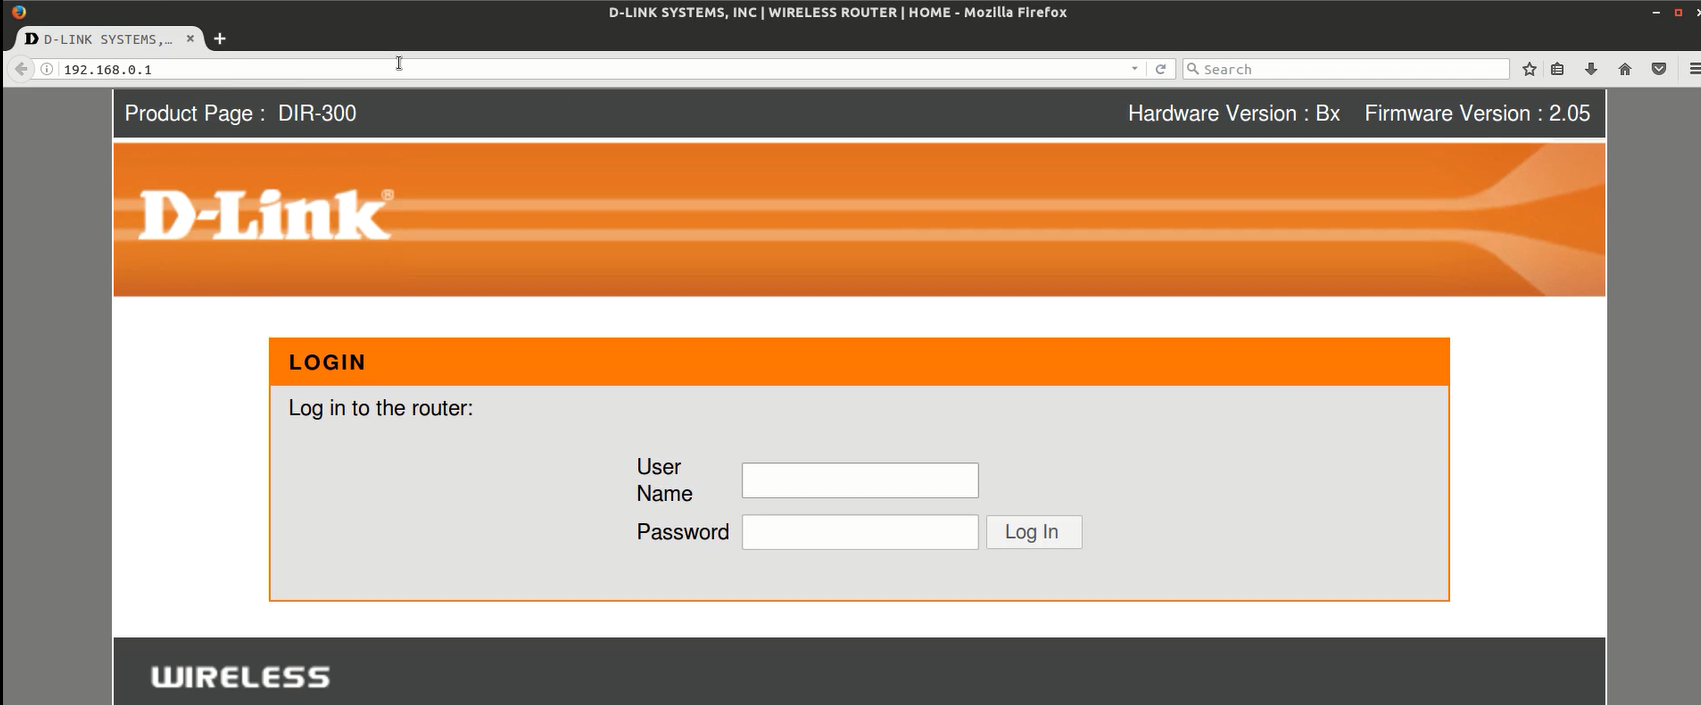 D-LINK SYSTEMS, INC | WIRELESS ROUTER | HOME - Mozilla Firefox
D-LINK SYSTEMS,...
192.168.0.1
Search
Product Page : DIR-300 Hardware Version : Bx Firmware Version : 2.05
D-Link®
LOGIN
Log in to the router:
User
Name
Password Log In
WIRELESS